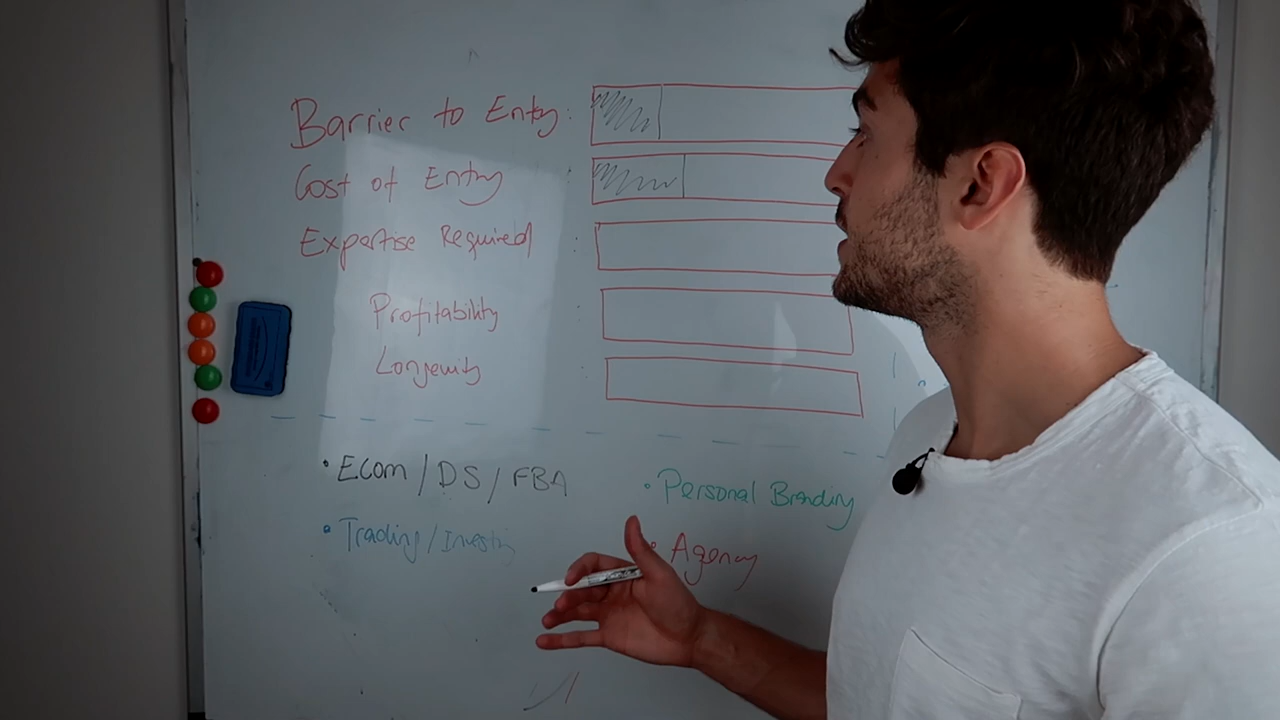 Barrier to Entry:
Cost of Entry :
Expertise Required :
Profitability :
Longevity :
• Ecom / DS / FBA
• Personal Branding
• Trading / Investing
• Agency